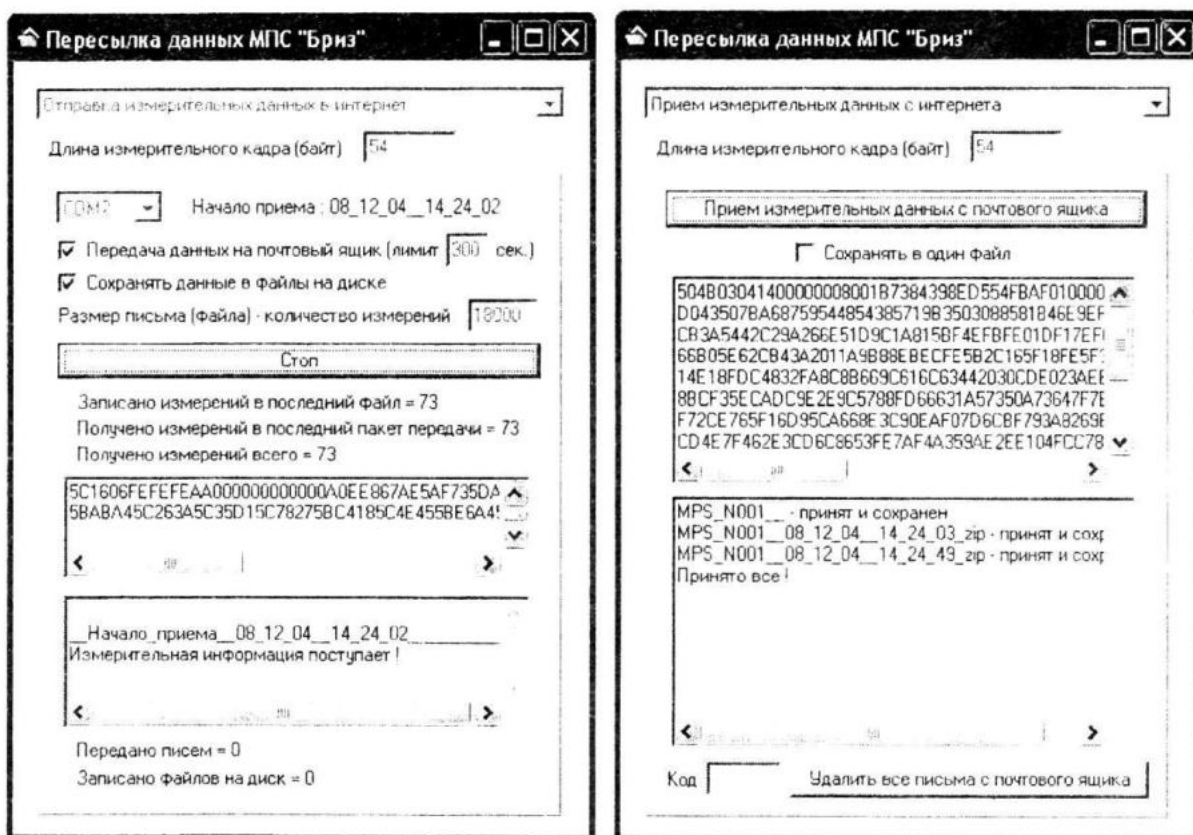 Пересылка данных МПС "Бриз"
Отправка измерительных данных в интернет
Длина измерительного кадра (байт) 54
COM2 Начало приема : 08_12_04__14_24_02
Передача данных на почтовый ящик (лимит 300 сек.)
Сохранять данные в файлы на диске
Размер письма (файла) - количество измерений 18000
Стоп
Записано измерений в последний файл = 73
Получено измерений в последний пакет передачи = 73
Получено измерений всего = 73
5C1606FEFEFEAA000000000000A0EE867AE5AF735DA
5BABA45C263A5C35D15C78275BC4185C4E455BE6A45
__Начало_приема__08_12_04__14_24_02__
Измерительная информация поступает !
Передано писем = 0
Записано файлов на диск = 0
Пересылка данных МПС "Бриз"
Прием измерительных данных с интернета
Длина измерительного кадра (байт) 54
Прием измерительных данных с почтового ящика
Сохранять в один файл
504B03041400000008001B7384398ED554FBAF010000
D043507BA68759544854385719B3503088581B46E9EF
CB3A5442C29A266E51D9C1A815BF4EFBFE01DF17EF
66B05E62CB43A2011A9B88EBECFE5B2C165F18FE5F
14E18FDC4832FA8C8B669C616C63442030CDE023AEE
8BCF35ECADC9E2E9C5788FD66631A57350A73647F7E
F72CE765F16D95CA668E3C90EAF07D6CBF793A8269
CD4E7F462E3CD6C8653FE7AF4A359AE2EE104FCC78
MPS_N001__ - принят и сохранен
MPS_N001__08_12_04__14_24_03_zip - принят и сохр
MPS_N001__08_12_04__14_24_49_zip - принят и сохр
Принято все !
Код Удалить все письма с почтового ящика